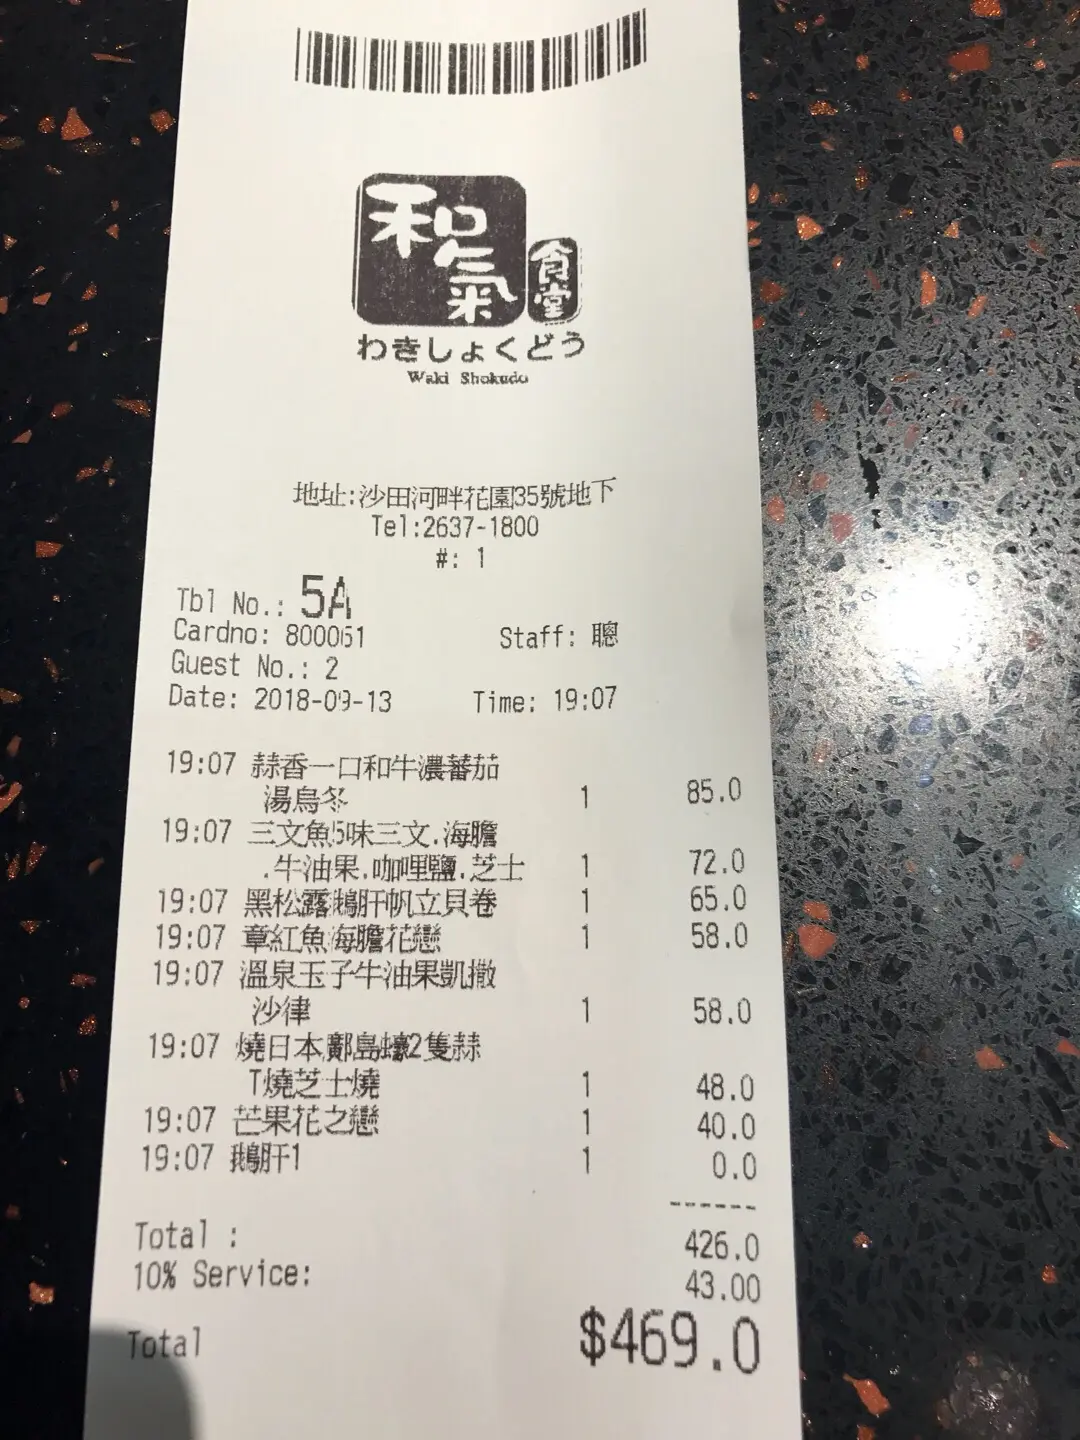 和氣
食堂
わきしょくどう
Waki Shokudo
地址:沙田河畔花園35號地下
Tel:2637-1800
#: 1
Tbl No.: 5A
Cardno: 800061 Staff: 聰
Guest No.: 2
Date: 2018-09-13 Time: 19:07
19:07 蒜香一口和牛濃蕃茄
湯烏冬 1 85.0
19:07 三文魚5味三文.海膽
.牛油果.咖哩鹽.芝士 1 72.0
19:07 黑松露鵝肝帆立貝卷 1 65.0
19:07 章紅魚海膽花戀 1 58.0
19:07 溫泉玉子牛油果凱撒
沙律 1 58.0
19:07 燒日本鄺島蠔2隻蒜
T燒芝士燒 1 48.0
19:07 芒果花之戀 1 40.0
19:07 鵝肝1 1 0.0
------
Total : 426.0
10% Service: 43.00
Total $469.0